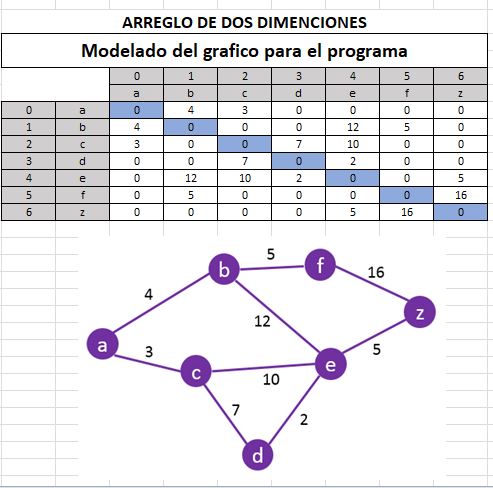 ARREGLO DE DOS DIMENCIONES
Modelado del grafico para el programa
0 1 2 3 4 5 6
a b c d e f z
0 a 0 4 3 0 0 0 0
1 b 4 0 0 0 12 5 0
2 c 3 0 0 7 10 0 0
3 d 0 0 7 0 2 0 0
4 e 0 12 10 2 0 0 5
5 f 0 5 0 0 0 0 16
6 z 0 0 0 0 5 16 0
5
b f 16
4 z
12
a 3 5
c 10 e
7 2
d